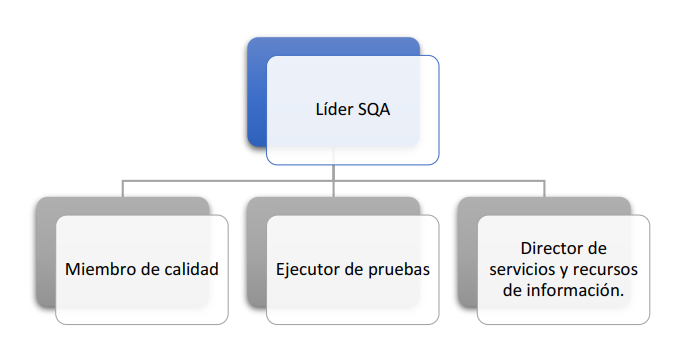 Líder SQA
Miembro de calidad
Ejecutor de pruebas
Director de
servicios y recursos
de información.